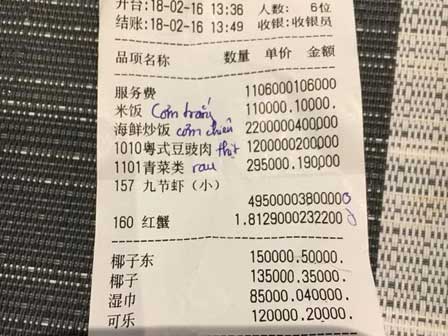 开台:18-02-16 13:36 人数: 6位
结账:18-02-16 13:49 收银:收银员
品项名称 数量 单价 金额
服务费 1106000106000
米饭 Cơm trắng 110000.10000.
海鲜炒饭 cơm chiên 2200000400000
1010粤式豆豉肉 thịt 1200000200000
1101青菜类 rau 295000.190000
157 九节虾（小）
49500003800000
160 红蟹 1.8129000232200
椰子东 150000.50000.
椰子 135000.35000.
湿巾 85000.040000.
可乐 120000.20000.